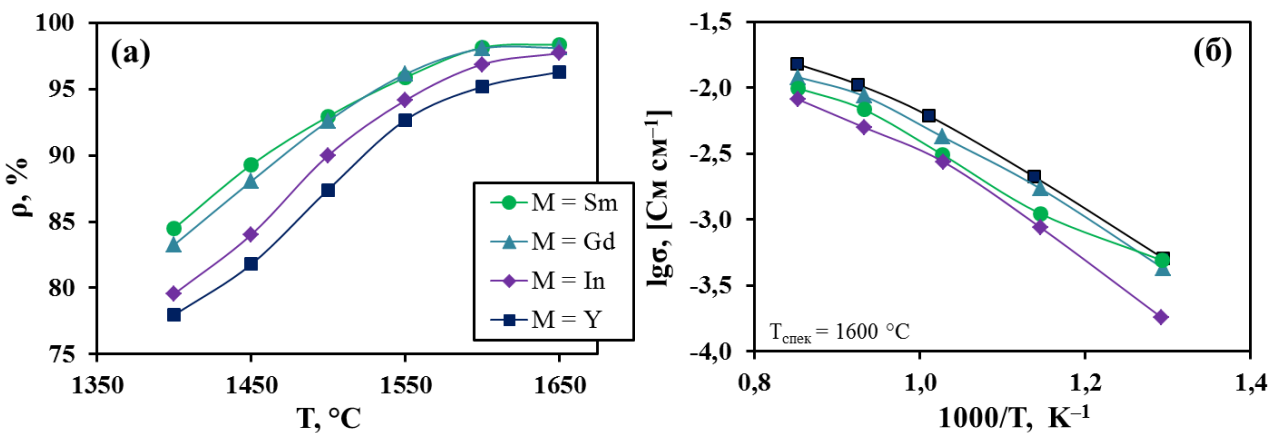 (а)
ρ, %
100
95
90
85
80
75
1350
1450
1550
1650
T, °C
M = Sm
M = Gd
M = In
M = Y
(б)
lgσ, [См см⁻¹]
-1,5
-2,0
-2,5
-3,0
-3,5
-4,0
Tспек = 1600 °C
0,8
1,0
1,2
1,4
1000/T, K⁻¹